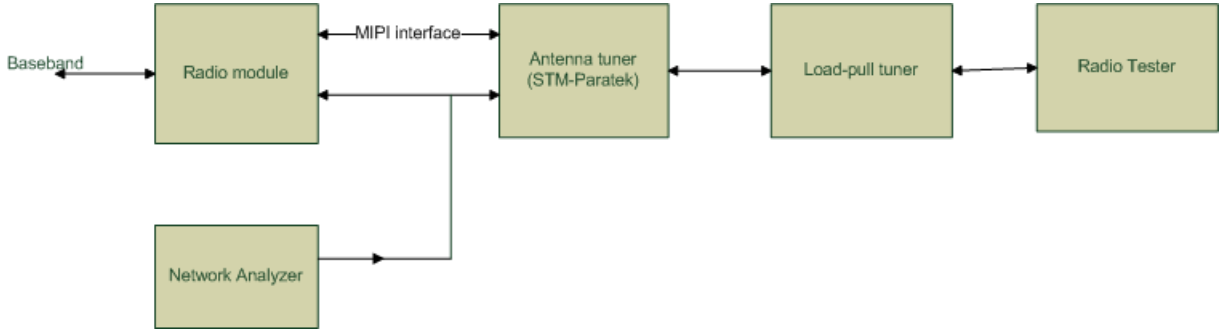 Baseband
Radio module
MIPI interface
Antenna tuner
(STM-Paratek)
Load-pull tuner
Radio Tester
Network Analyzer